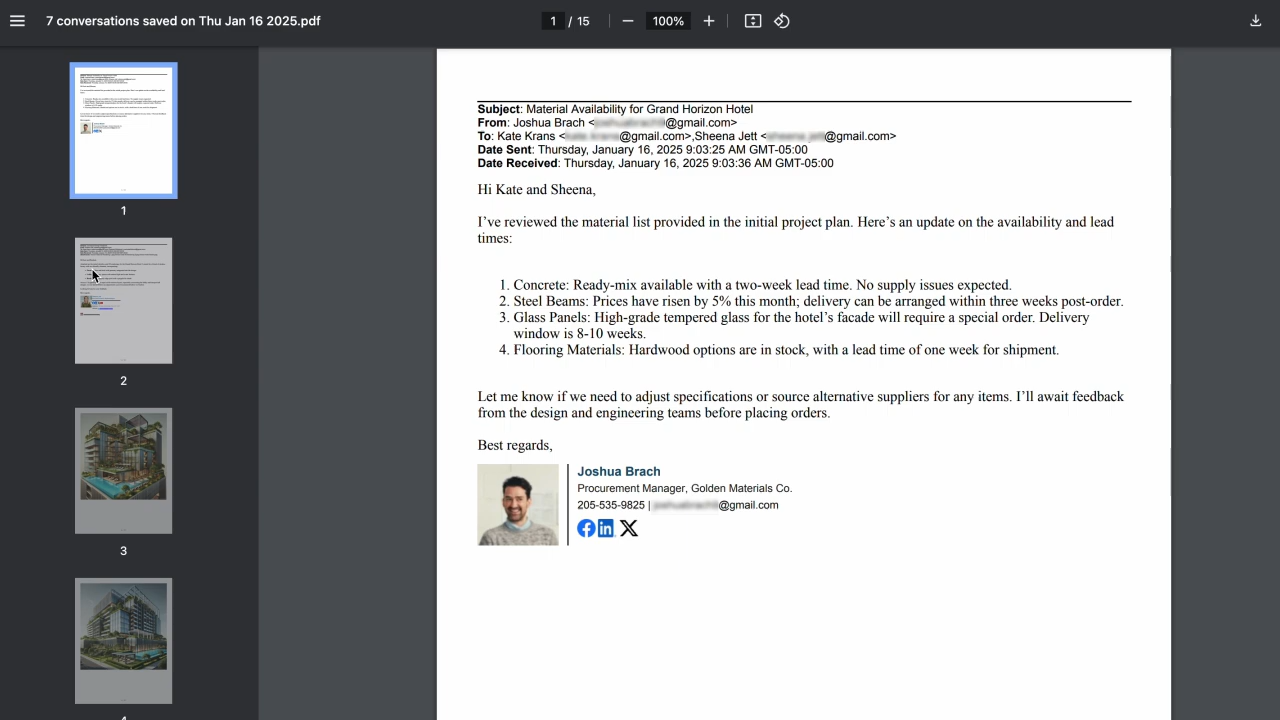 7 conversations saved on Thu Jan 16 2025.pdf
1 / 15
100%
1
2
3
Subject: Material Availability for Grand Horizon Hotel
From: Joshua Brach <@gmail.com>
To: Kate Krans <@gmail.com>,Sheena Jett <@gmail.com>
Date Sent: Thursday, January 16, 2025 9:03:25 AM GMT-05:00
Date Received: Thursday, January 16, 2025 9:03:36 AM GMT-05:00
Hi Kate and Sheena,
I’ve reviewed the material list provided in the initial project plan. Here’s an update on the availability and lead
times:
1. Concrete: Ready-mix available with a two-week lead time. No supply issues expected.
2. Steel Beams: Prices have risen by 5% this month; delivery can be arranged within three weeks post-order.
3. Glass Panels: High-grade tempered glass for the hotel’s facade will require a special order. Delivery
window is 8-10 weeks.
4. Flooring Materials: Hardwood options are in stock, with a lead time of one week for shipment.
Let me know if we need to adjust specifications or source alternative suppliers for any items. I’ll await feedback
from the design and engineering teams before placing orders.
Best regards,
Joshua Brach
Procurement Manager, Golden Materials Co.
205-535-9825 | @gmail.com